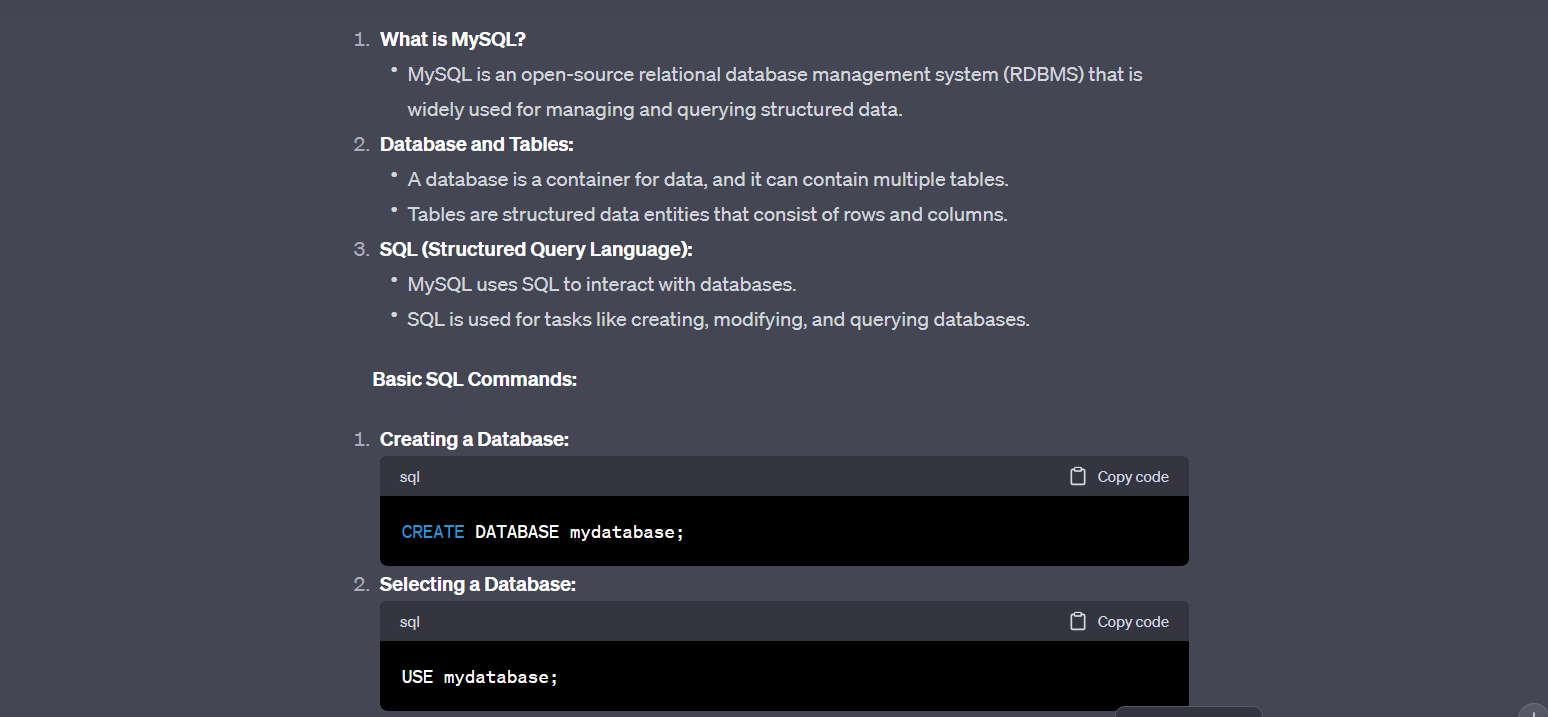 1. What is MySQL?
• MySQL is an open-source relational database management system (RDBMS) that is
widely used for managing and querying structured data.
2. Database and Tables:
• A database is a container for data, and it can contain multiple tables.
• Tables are structured data entities that consist of rows and columns.
3. SQL (Structured Query Language):
• MySQL uses SQL to interact with databases.
• SQL is used for tasks like creating, modifying, and querying databases.
Basic SQL Commands:
1. Creating a Database:
sql Copy code
CREATE DATABASE mydatabase;
2. Selecting a Database:
sql Copy code
USE mydatabase;